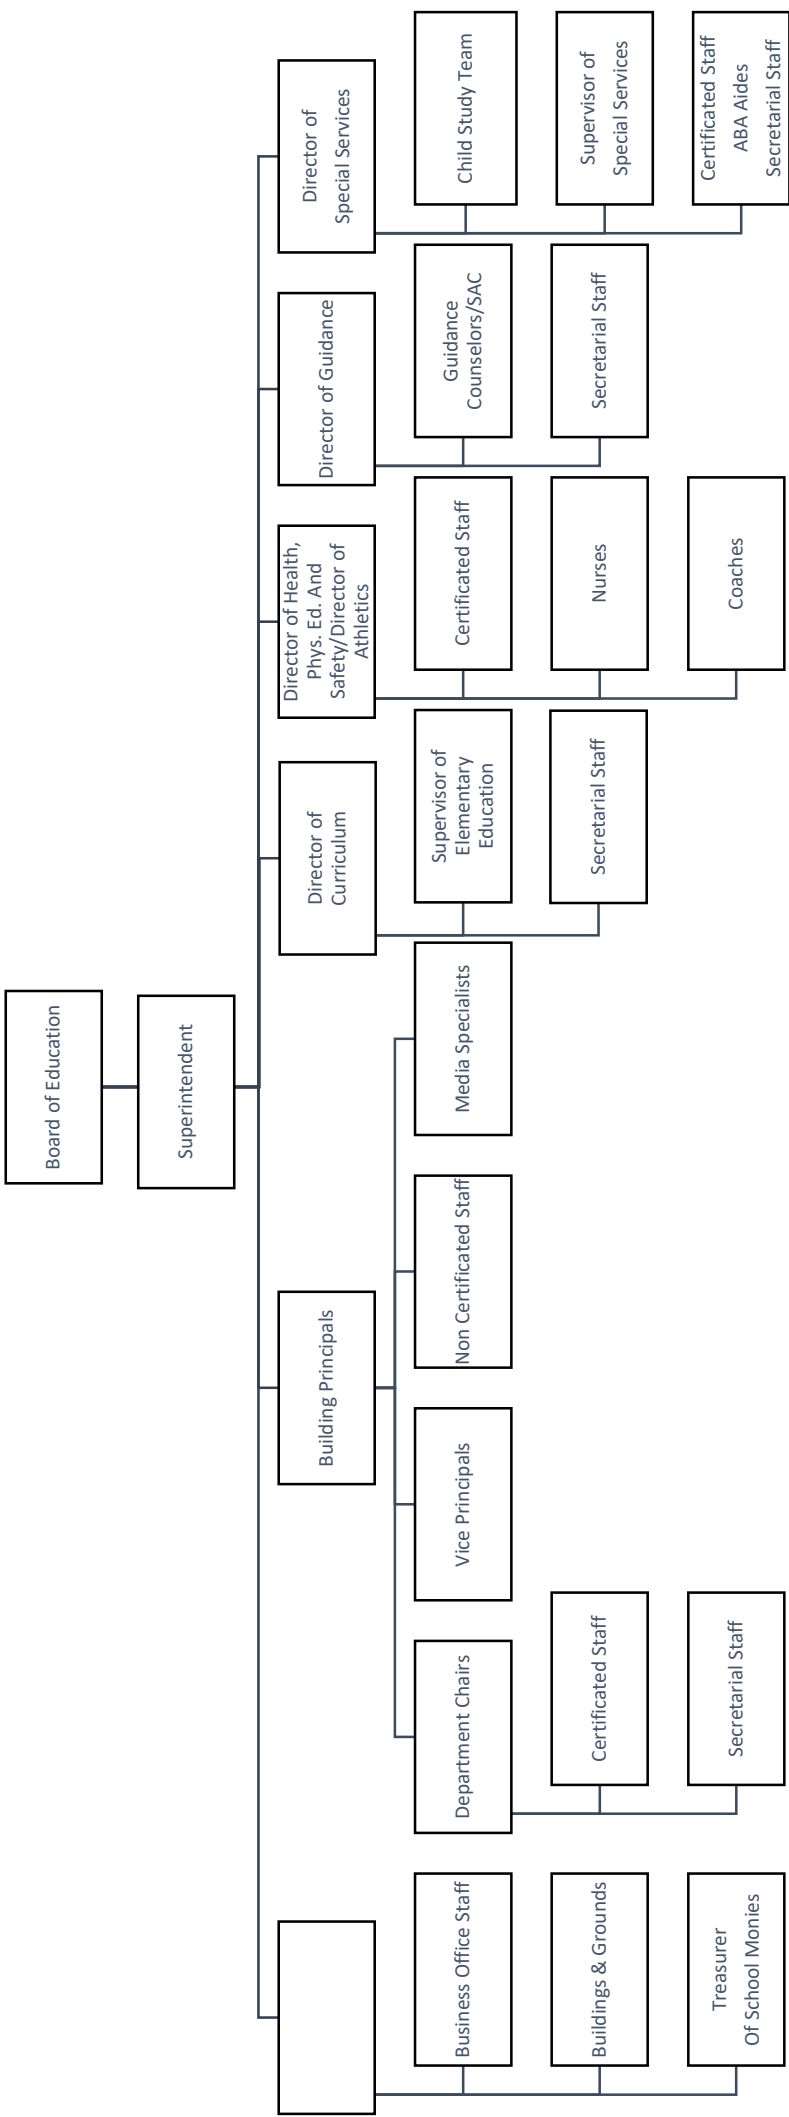 Board of Education
Superintendent
Building Principals
Director of
Curriculum
Director of Health,
Phys. Ed. And
Safety/Director of
Athletics
Director of Guidance
Director of
Special Services
Business Office Staff
Department Chairs
Vice Principals
Non Certificated Staff
Media Specialists
Supervisor of
Elementary
Education
Certificated Staff
Guidance
Counselors/SAC
Child Study Team
Buildings & Grounds
Certificated Staff
Secretarial Staff
Nurses
Secretarial Staff
Supervisor of
Special Services
Treasurer
Of School Monies
Secretarial Staff
Coaches
Certificated Staff
ABA Aides
Secretarial Staff